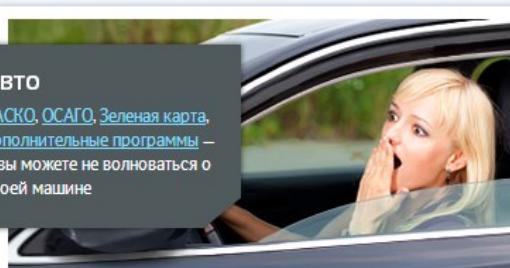 вто
АСКО, ОСАГО, Зеленая карта,
ополнительные программы —
вы можете не волноваться о
оей машине